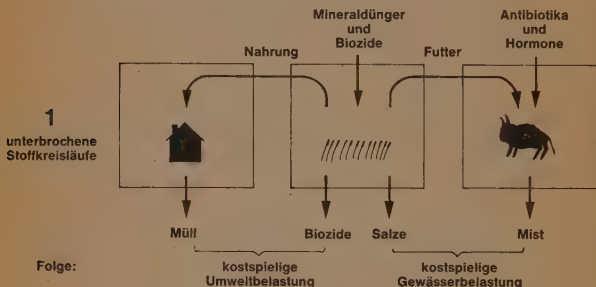 Mineraldünger
und
Biozide
Antibiotika
und
Hormone
Nahrung
Futter
1
unterbrochene
Stoffkreisläufe
Müll
Biozide
Salze
Mist
Folge:
kostspielige
Umweltbelastung
kostspielige
Gewässerbelastung